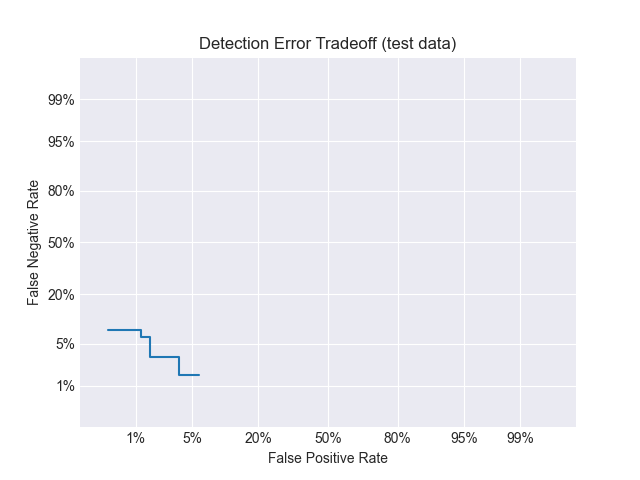 Detection Error Tradeoff (test data)
99%
95%
80%
50%
20%
5%
1%
False Negative Rate
1% 5% 20% 50% 80% 95% 99%
False Positive Rate